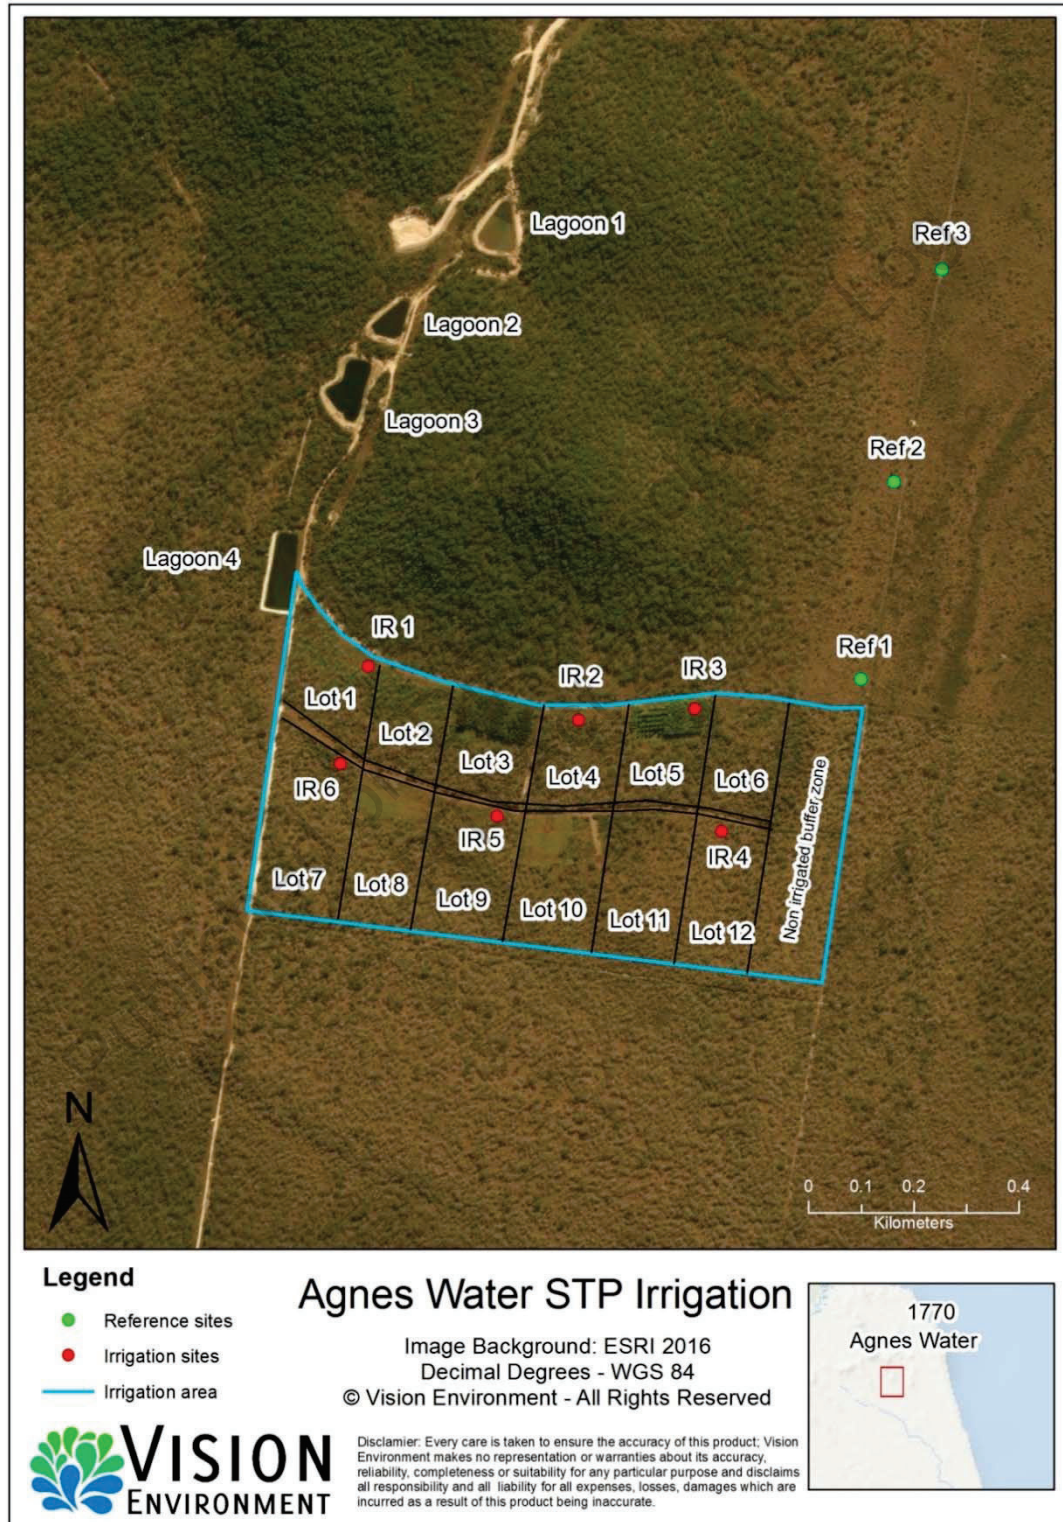 Lagoon 1
Ref 3
Lagoon 2
Lagoon 3
Ref 2
Lagoon 4
IR 1
Ref 1
IR 2
IR 3
Lot 1
Lot 2
Lot 3
Lot 4
Lot 5
Lot 6
IR 6
IR 5
IR 4
Non irrigated buffer zone
Lot 7
Lot 8
Lot 9
Lot 10
Lot 11
Lot 12
N
0 0.1 0.2 0.4
Kilometers
Legend
Reference sites
Irrigation sites
Irrigation area
Agnes Water STP Irrigation
Image Background: ESRI 2016
Decimal Degrees - WGS 84
© Vision Environment - All Rights Reserved
1770
Agnes Water
VISION
ENVIRONMENT
Disclamier: Every care is taken to ensure the accuracy of this product; Vision
Environment makes no representation or warranties about its accuracy,
reliability, completeness or suitability for any particular purpose and disclaims
all responsibility and all liability for all expenses, losses, damages which are
incurred as a result of this product being inaccurate.